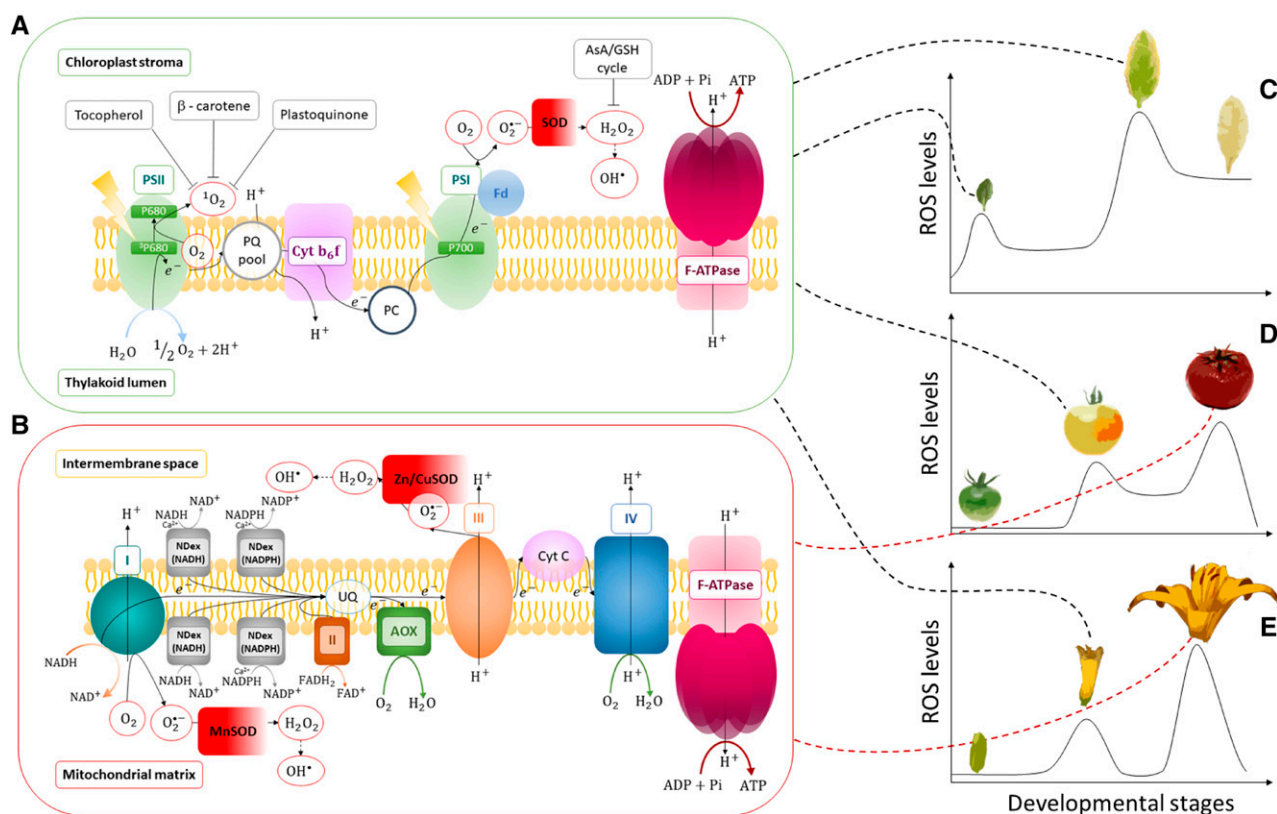 A
Chloroplast stroma
Tocopherol
β - carotene
Plastoquinone
PSII
P680
¹O₂
³P680
O₂
e⁻
H⁺
PQ
pool
Cyt b₆f
H⁺
e⁻
PC
H₂O
1/2 O₂ + 2H⁺
Thylakoid lumen
O₂
O₂•⁻
SOD
AsA/GSH
cycle
H₂O₂
OH•
PSI
Fd
e⁻
P700
ADP + Pi
ATP
H⁺
F-ATPase
H⁺
B
Intermembrane space
H⁺
I
NADH
NAD⁺
Ca²⁺
NDex
(NADH)
NADPH
NADP⁺
Ca²⁺
NDex
(NADPH)
OH•
H₂O₂
Zn/CuSOD
O₂•⁻
H⁺
III
H⁺
e⁻
UQ
e⁻
e⁻
e⁻
Cyt C
e⁻
H⁺
IV
F-ATPase
NDex
(NADH)
NADH
NAD⁺
NDex
(NADPH)
Ca²⁺
NADPH
NADP⁺
II
FADH₂
FAD⁺
AOX
O₂
H₂O
O₂
H₂O
NADH
NAD⁺
O₂
O₂•⁻
MnSOD
H₂O₂
OH•
Mitochondrial matrix
ADP + Pi
H⁺
ATP
C
ROS levels
D
ROS levels
E
ROS levels
Developmental stages